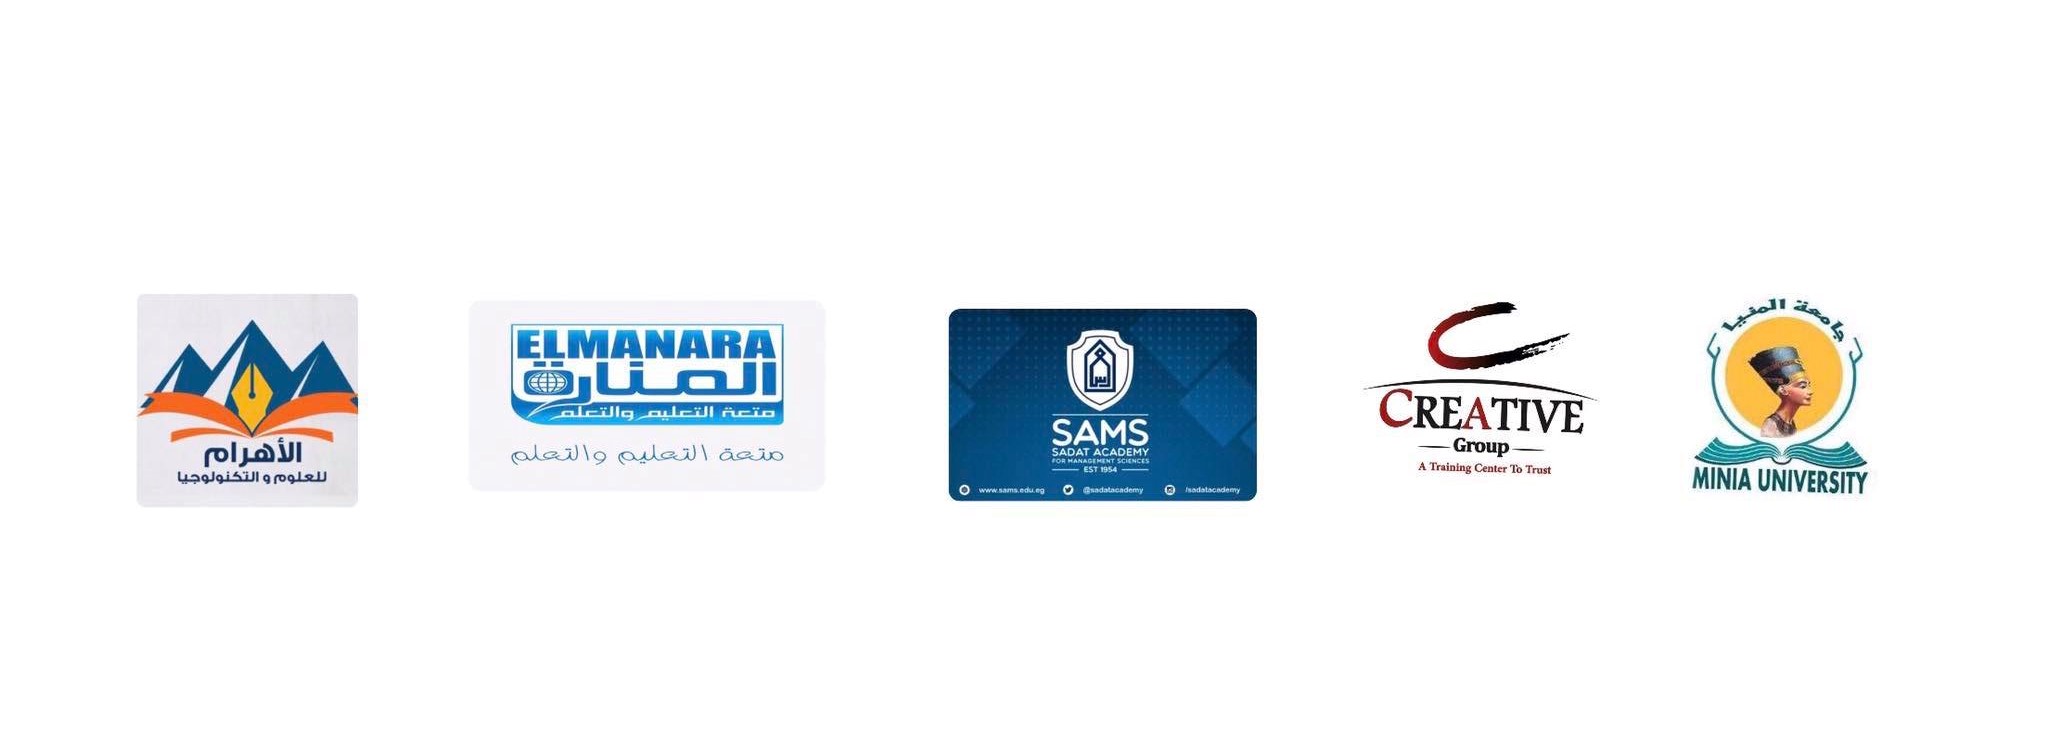 الأهرام
للعلوم و التكنولوجيا
ELMANARA
المنارة
متعة التعليم والتعلم
متعة التعليم والتعلم
SAMS
SADAT ACADEMY
FOR MANAGEMENT SCIENCES
EST 1954
www.sams.edu.eg @sadatacademy /sadatacademy
CREATIVE
Group
A Training Center To Trust
جامعة المنيا
MINIA UNIVERSITY